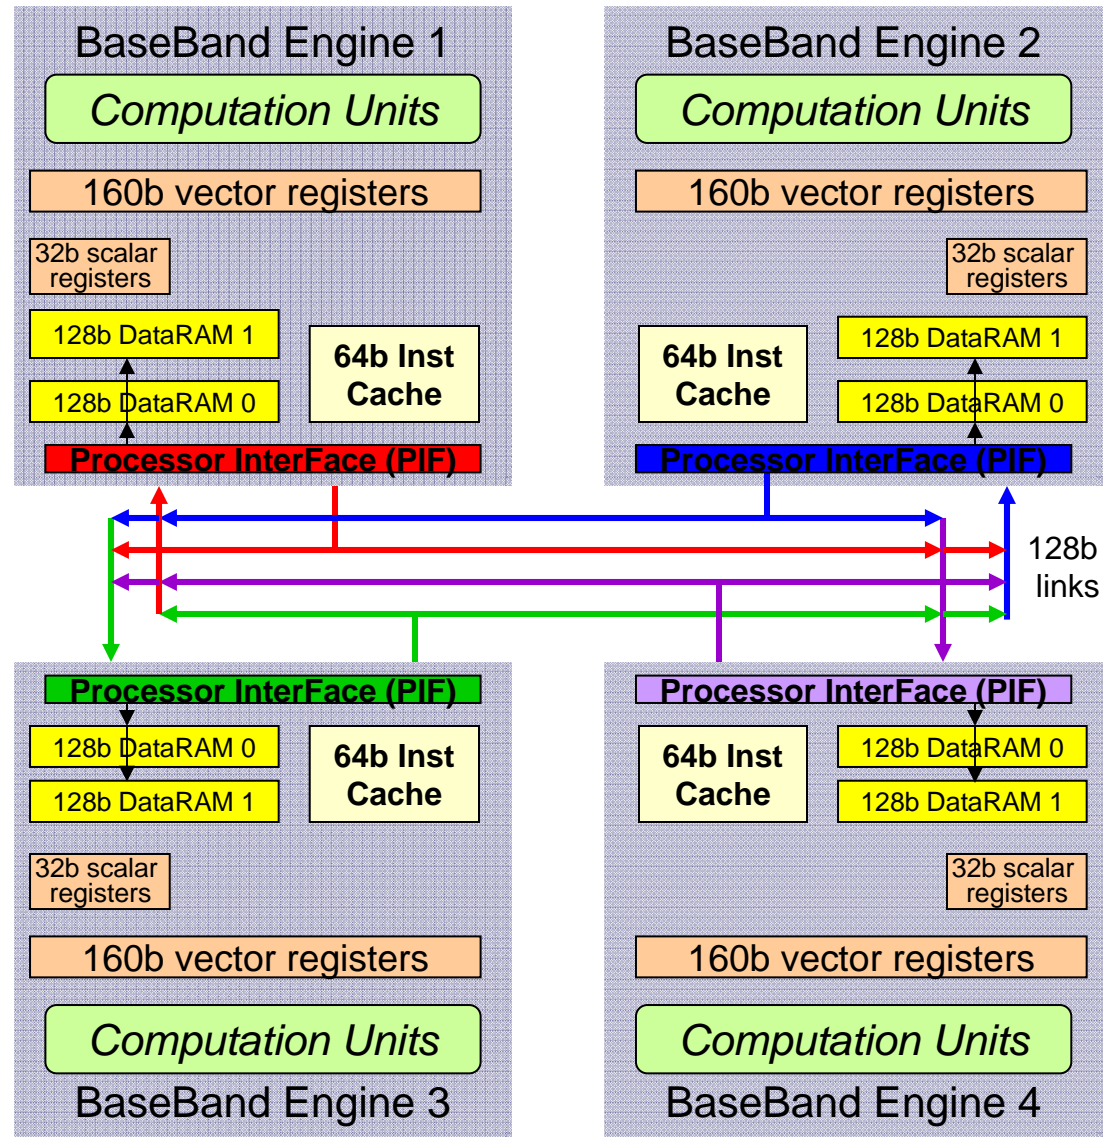 BaseBand Engine 1
Computation Units
160b vector registers
32b scalar
registers
128b DataRAM 1
128b DataRAM 0
64b Inst
Cache
Processor InterFace (PIF)
BaseBand Engine 2
Computation Units
160b vector registers
32b scalar
registers
64b Inst
Cache
128b DataRAM 1
128b DataRAM 0
Processor InterFace (PIF)
128b
links
Processor InterFace (PIF)
128b DataRAM 0
128b DataRAM 1
64b Inst
Cache
32b scalar
registers
160b vector registers
Computation Units
BaseBand Engine 3
Processor InterFace (PIF)
64b Inst
Cache
128b DataRAM 0
128b DataRAM 1
32b scalar
registers
160b vector registers
Computation Units
BaseBand Engine 4